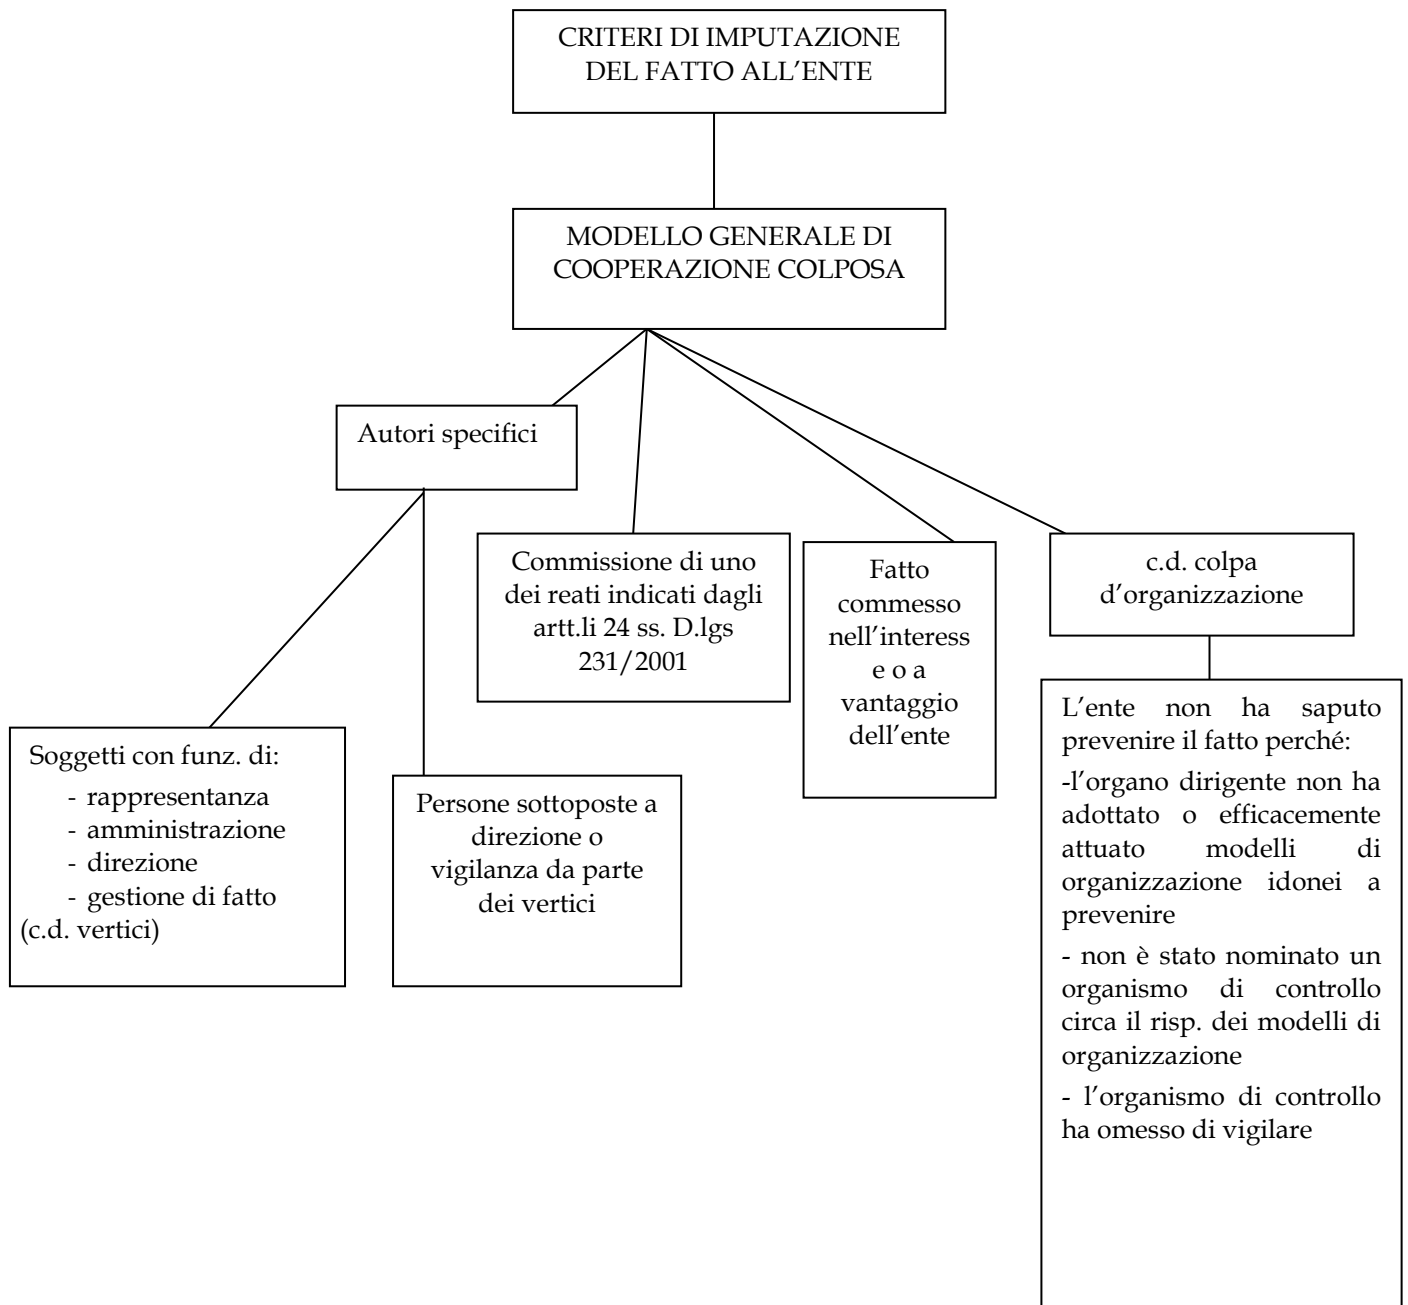 CRITERI DI IMPUTAZIONE
DEL FATTO ALL’ENTE
MODELLO GENERALE DI
COOPERAZIONE COLPOSA
Autori specifici
Commissione di uno
dei reati indicati dagli
artt.li 24 ss. D.lgs
231/2001
Fatto
commesso
nell’interess
e o a
vantaggio
dell’ente
c.d. colpa
d’organizzazione
Soggetti con funz. di:
- rappresentanza
- amministrazione
- direzione
- gestione di fatto
(c.d. vertici)
Persone sottoposte a
direzione o
vigilanza da parte
dei vertici
L’ente non ha saputo
prevenire il fatto perché:
-l’organo dirigente non ha
adottato o efficacemente
attuato modelli di
organizzazione idonei a
prevenire
- non è stato nominato un
organismo di controllo
circa il risp. dei modelli di
organizzazione
- l’organismo di controllo
ha omesso di vigilare